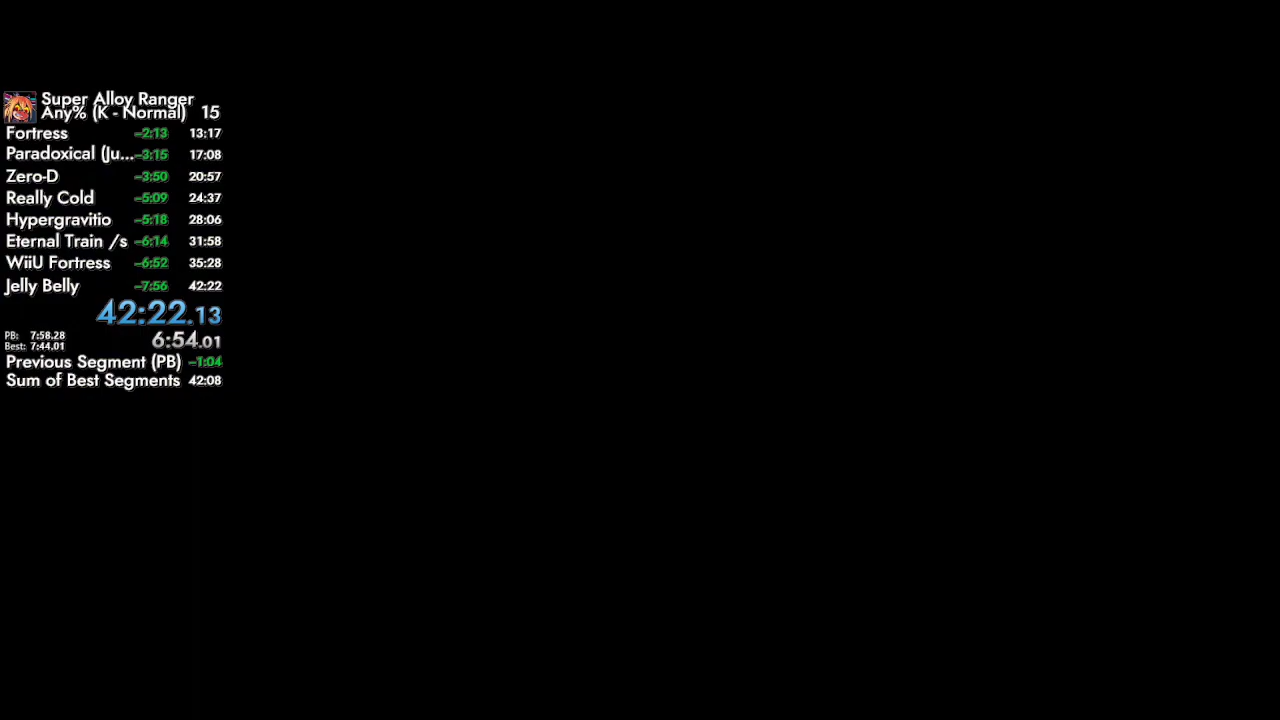 Super Alloy Ranger
Any% (K - Normal) 15
Fortress −2:13 13:17
Paradoxical (Ju... −3:15 17:08
Zero-D −3:50 20:57
Really Cold −5:09 24:37
Hypergravitio −5:18 28:06
Eternal Train /s −6:14 31:58
WiiU Fortress −6:52 35:28
Jelly Belly −7:56 42:22
42:22.13
PB: 7:58.28
Best: 7:44.01
6:54.01
Previous Segment (PB) −1:04
Sum of Best Segments 42:08